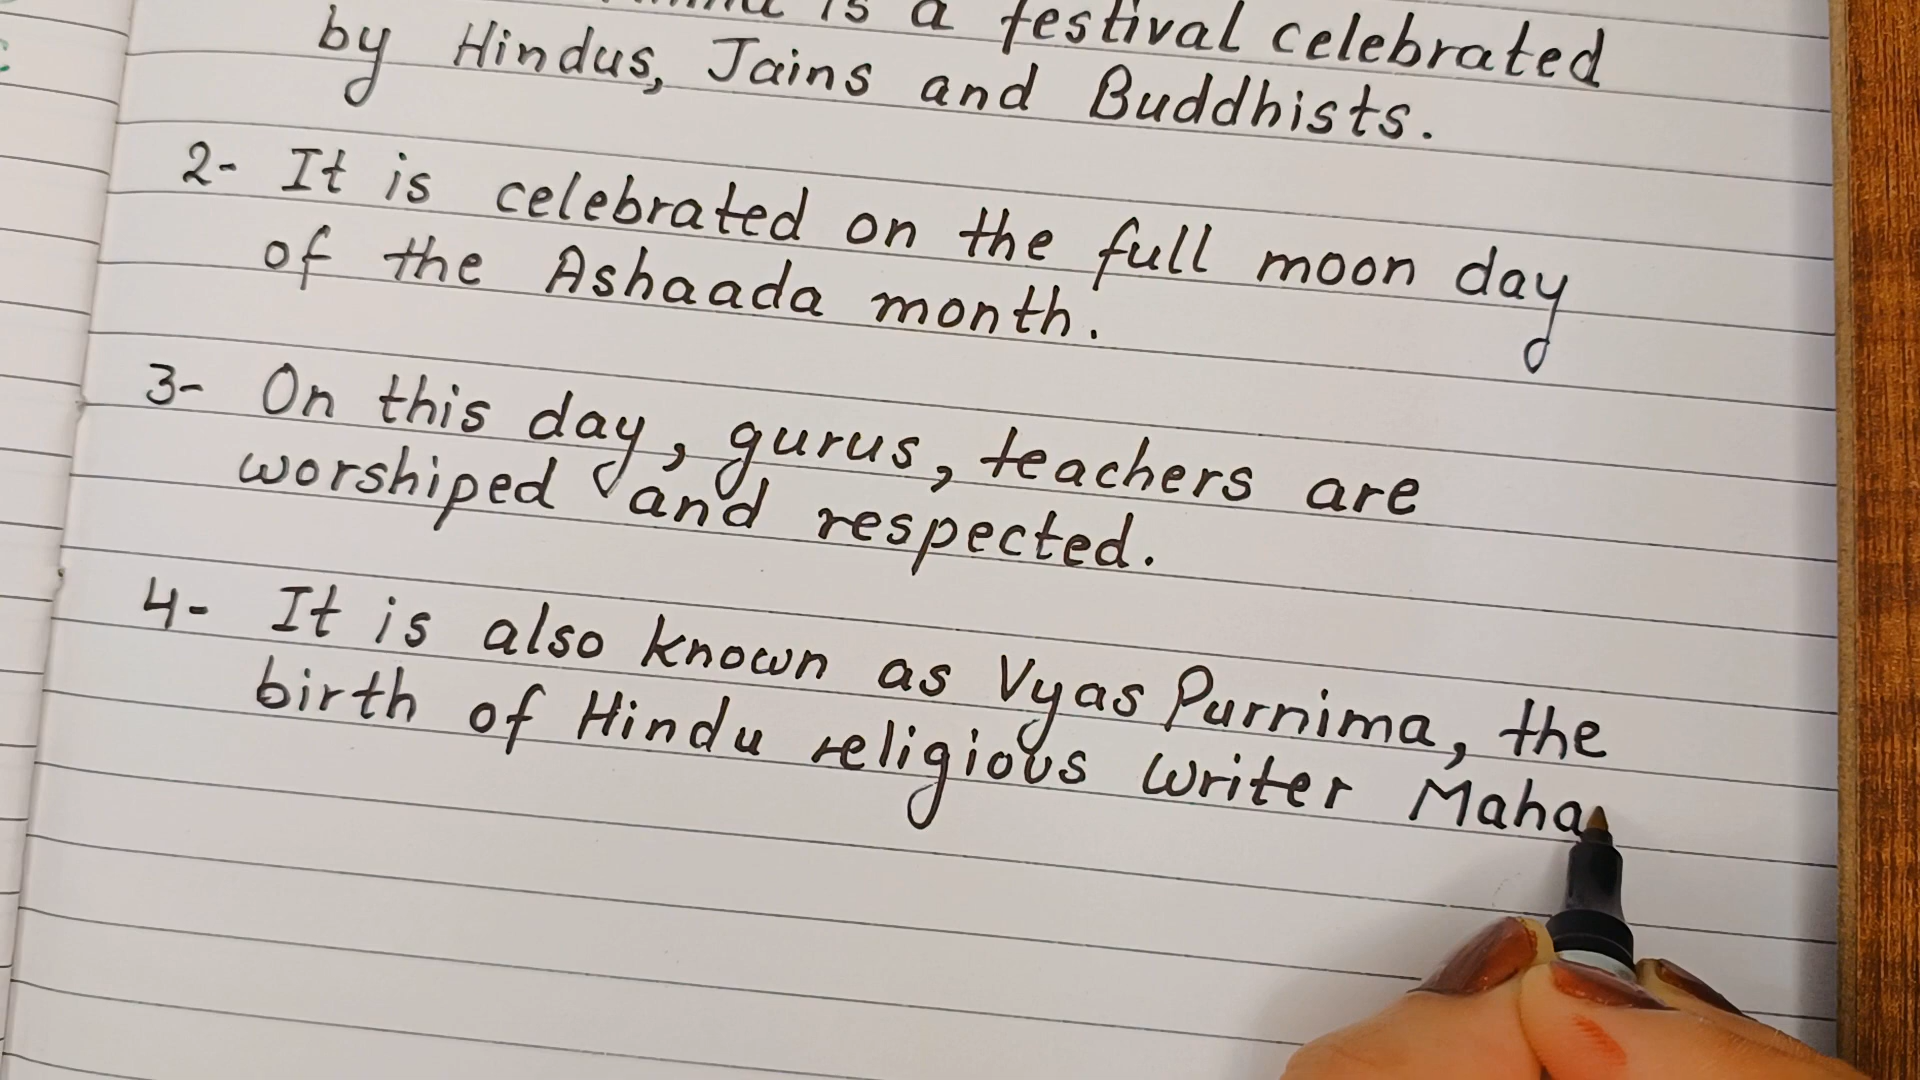 is a festival celebrated
by Hindus, Jains and Buddhists.
2- It is celebrated on the full moon day
of the Ashaada month.
3- On this day, gurus, teachers are
worshiped and respected.
4- It is also known as Vyas Purnima, the
birth of Hindu religious writer Maha